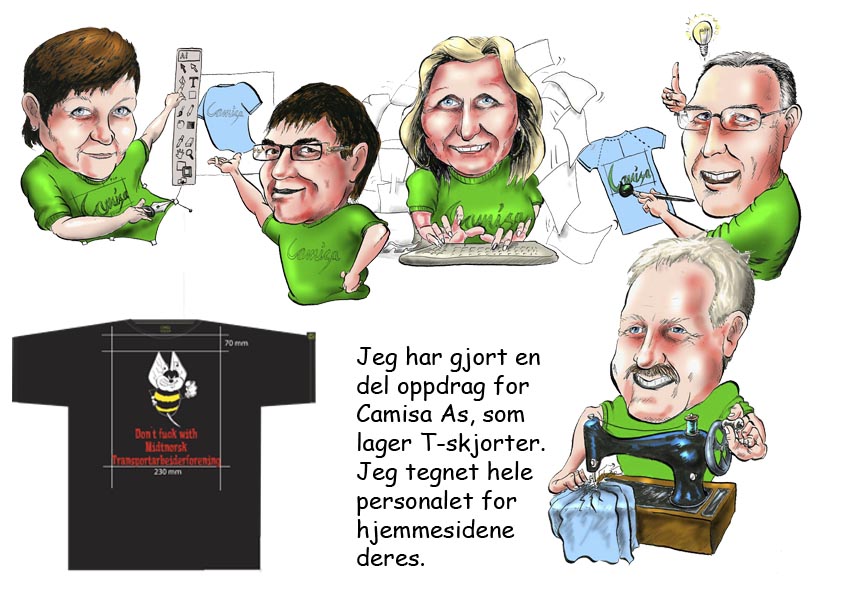 AI
T
Camisa
Camisa
Camisa
Camisa
Camisa
70 mm
Don't fuck with
Midtnorsk
Transportarbeiderforening
230 mm
Jeg har gjort en
del oppdrag for
Camisa As, som
lager T-skjorter.
Jeg tegnet hele
personalet for
hjemmesidene
deres.